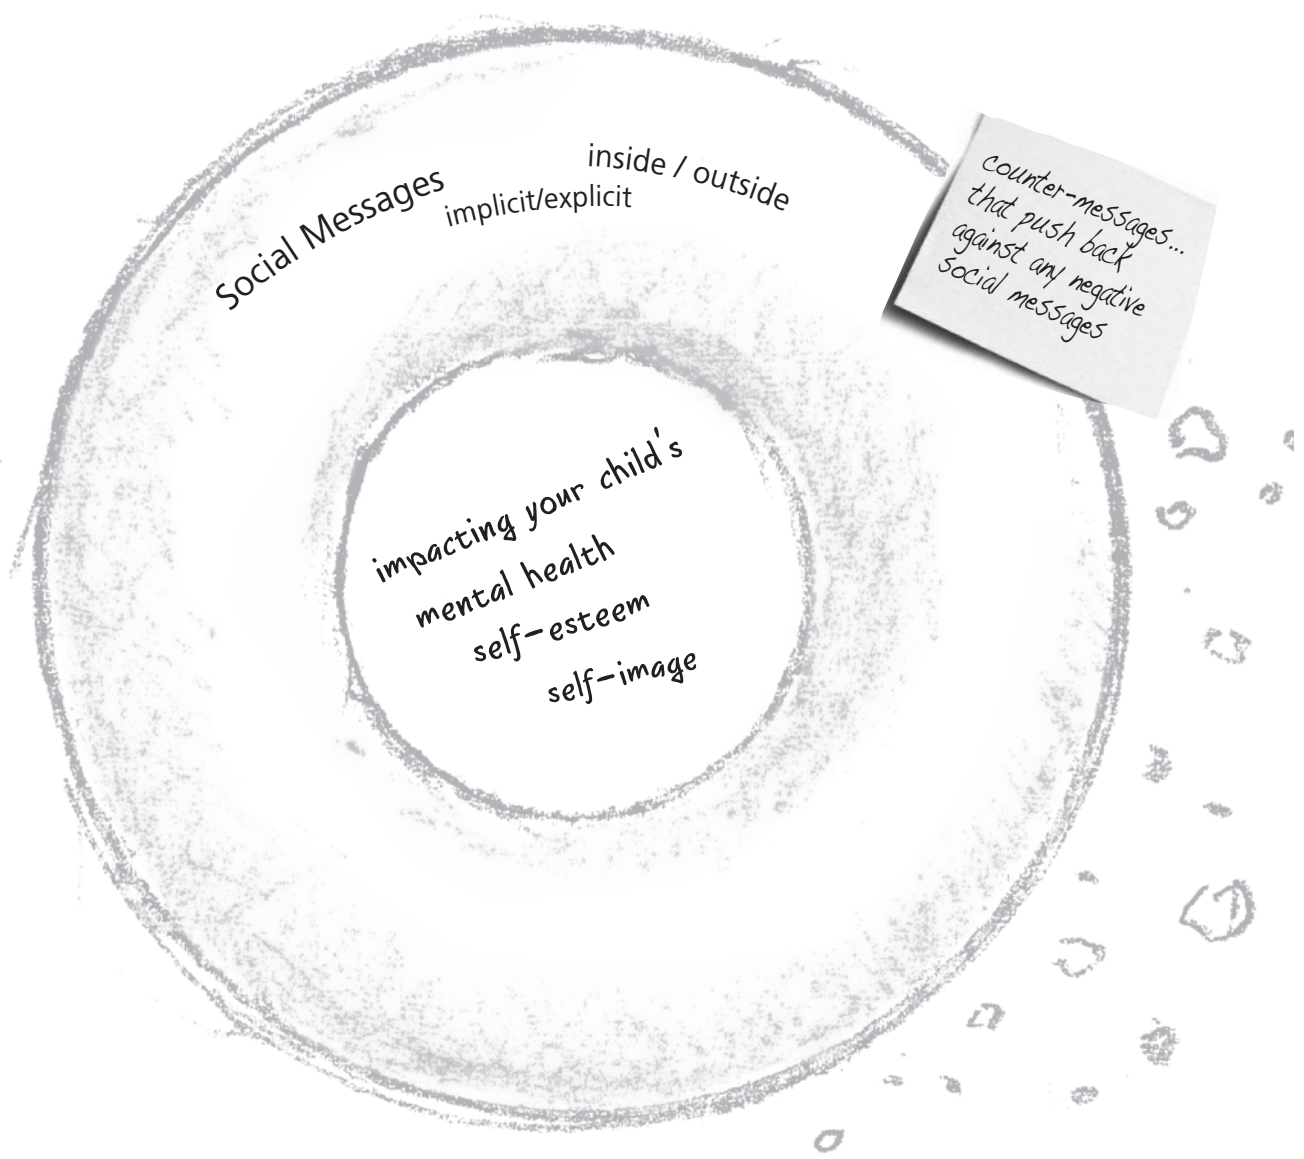 Social Messages
implicit/explicit
inside / outside
counter-messages...
that push back
against any negative
social messages
impacting your child's
mental health
self-esteem
self-image